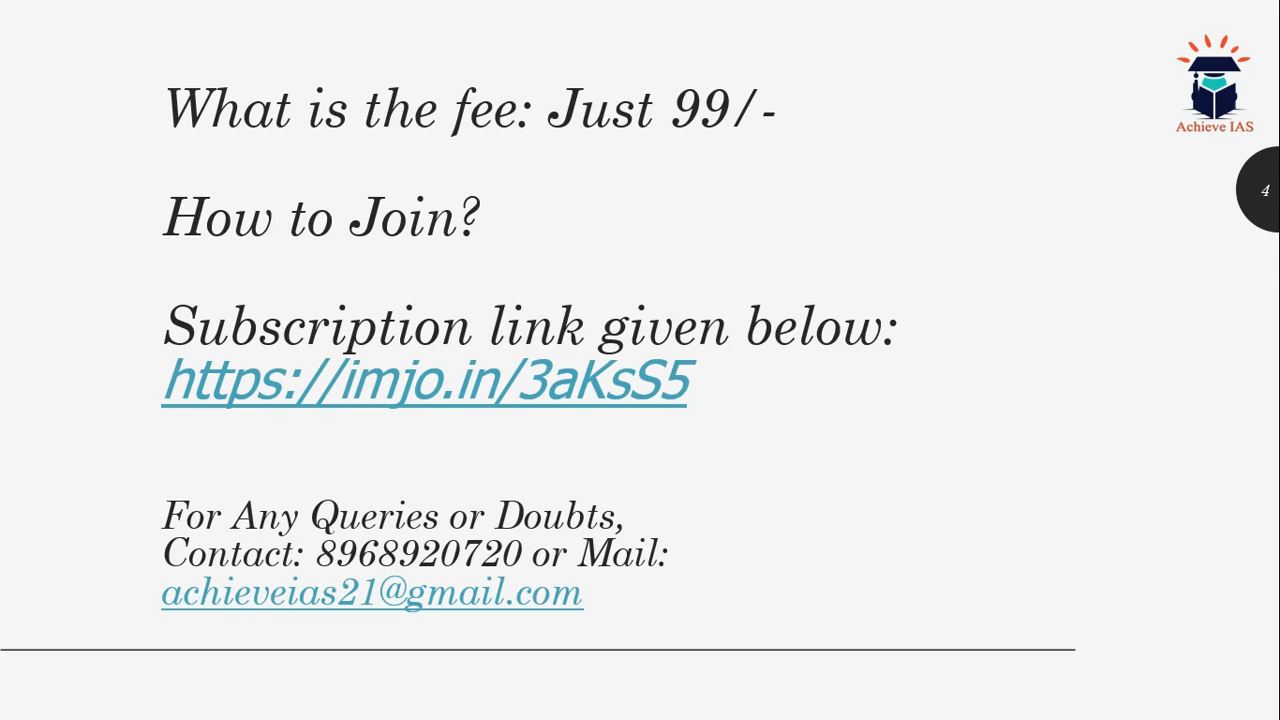 Achieve IAS
What is the fee: Just 99/-
4
How to Join?
Subscription link given below:
https://imjo.in/3aKsS5
For Any Queries or Doubts,
Contact: 8968920720 or Mail:
achieveias21@gmail.com